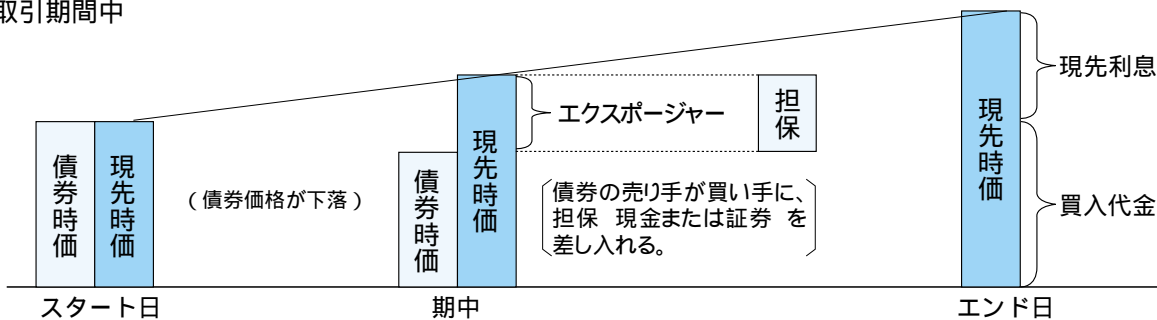 取引期間中
現先利息
エクスポージャー
担保
現先時価
現先時価
債券時価
現先時価
(債券価格が下落)
債券時価
債券の売り手が買い手に、
担保 現金または証券 を
差し入れる。
買入代金
スタート日
期中
エンド日